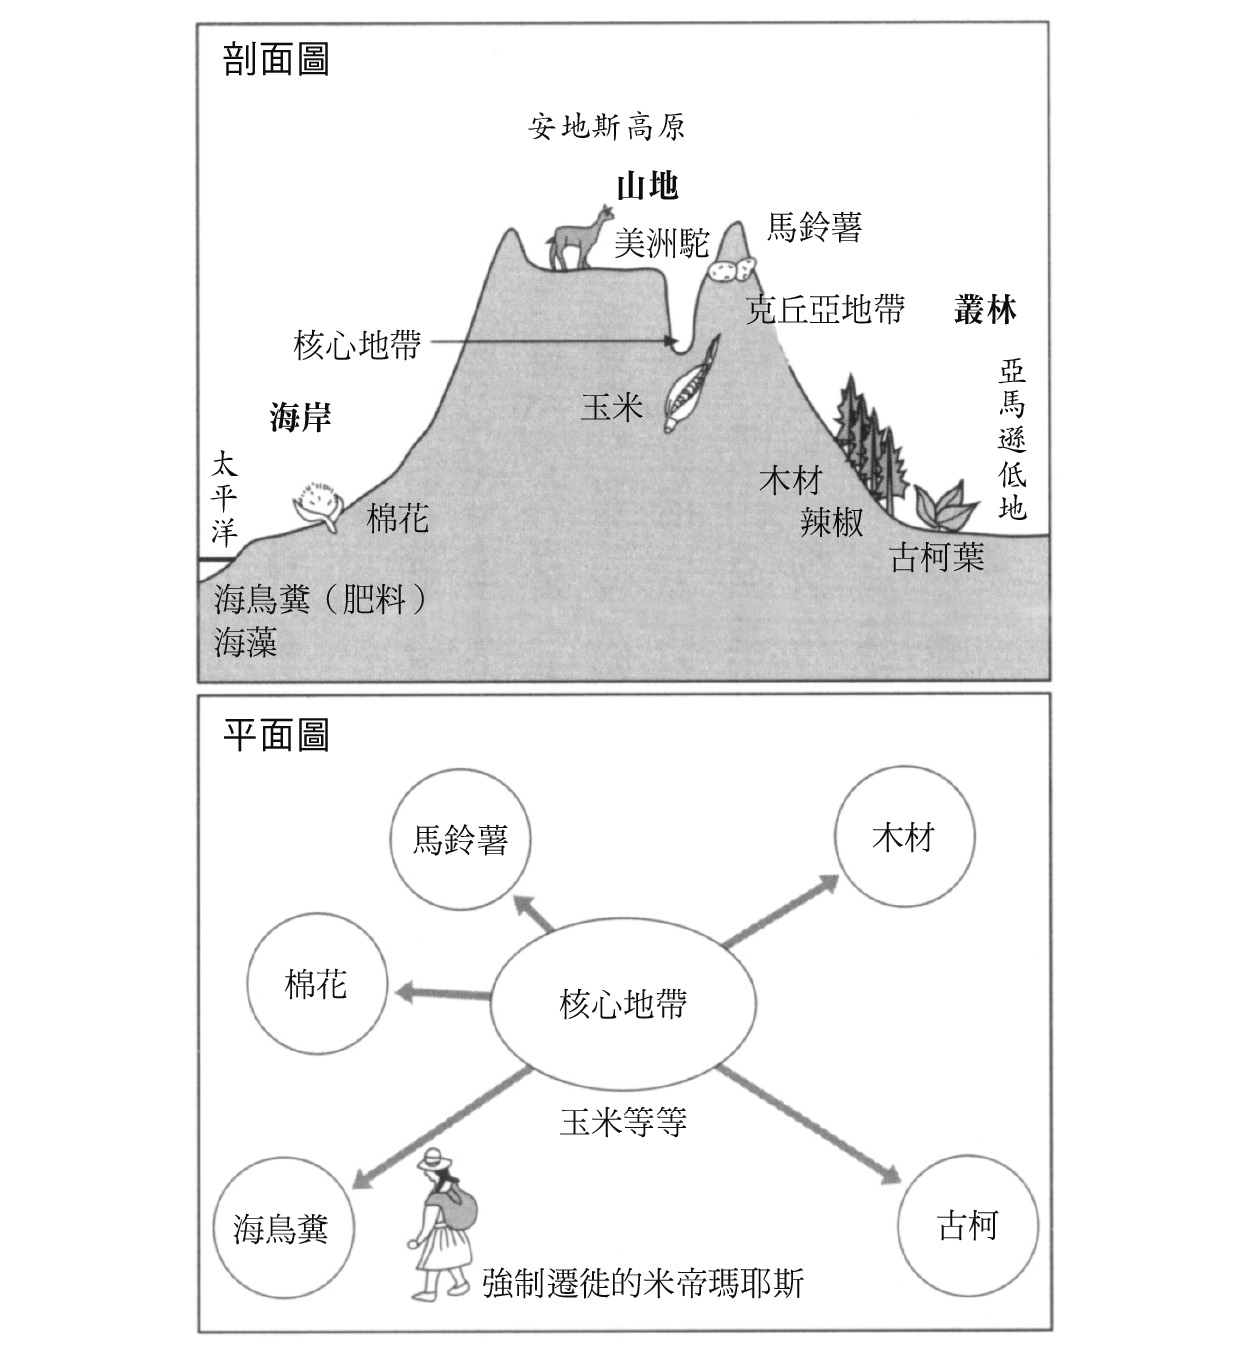 剖面圖
安地斯高原
山地
美洲駝
馬鈴薯
克丘亞地帶
叢林
核心地帶
亞馬遜低地
玉米
海岸
太平洋
棉花
木材
辣椒
古柯葉
海鳥糞（肥料）
海藻
平面圖
馬鈴薯
木材
棉花
核心地帶
玉米等等
海鳥糞
古柯
強制遷徙的米帝瑪耶斯